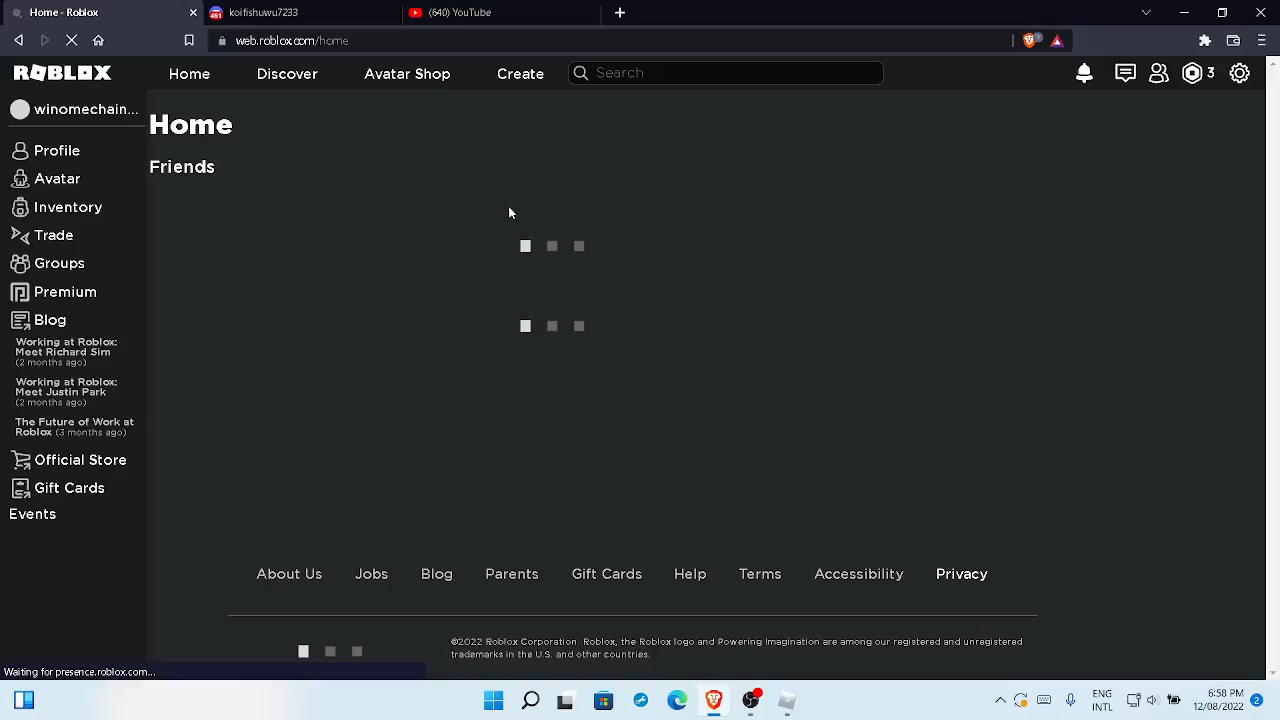 Home - Roblox
461
koifishuwu7233
(640) YouTube
web.roblox.com/home
3
ROBLOX
Home
Discover
Avatar Shop
Create
Search
3
winomechain...
Home
Profile
Friends
Avatar
Inventory
Trade
Groups
Premium
Blog
Working at Roblox:
Meet Richard Sim
(2 months ago)
Working at Roblox:
Meet Justin Park
(2 months ago)
The Future of Work at
Roblox (3 months ago)
Official Store
Gift Cards
Events
About Us
Jobs
Blog
Parents
Gift Cards
Help
Terms
Accessibility
Privacy
©2022 Roblox Corporation. Roblox, the Roblox logo and Powering Imagination are among our registered and unregistered
trademarks in the U.S. and other countries.
Waiting for presence.roblox.com...
ENG
INTL
6:58 PM
12/08/2022
2